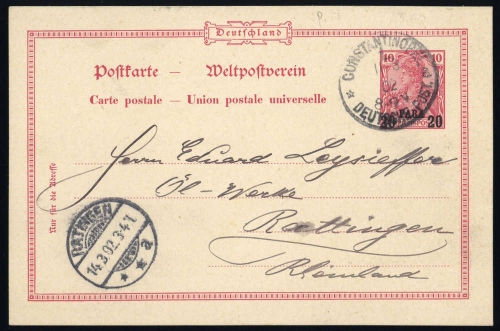 Deutschland
Postkarte — Weltpostverein
Carte postale — Union postale universelle
Nur für die Adresse
CONSTANTINOPEL
DEUTSCHE POST
10 10
20 PARA 20
Herrn Eduard Leysieffer
Öl-Werke
Rattingen
Rheinland
RATINGEN
14.3.02.3-4 N.
* * a